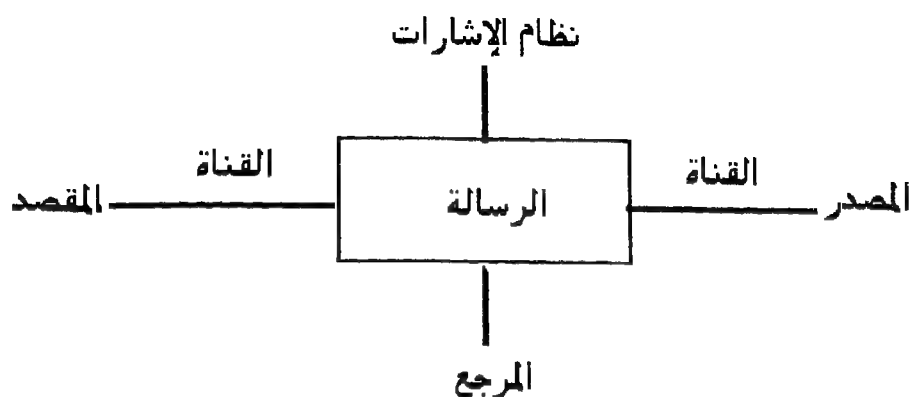 نظام الإشارات
القناة
القناة
المصدر
الرسالة
المقصد
المرجع